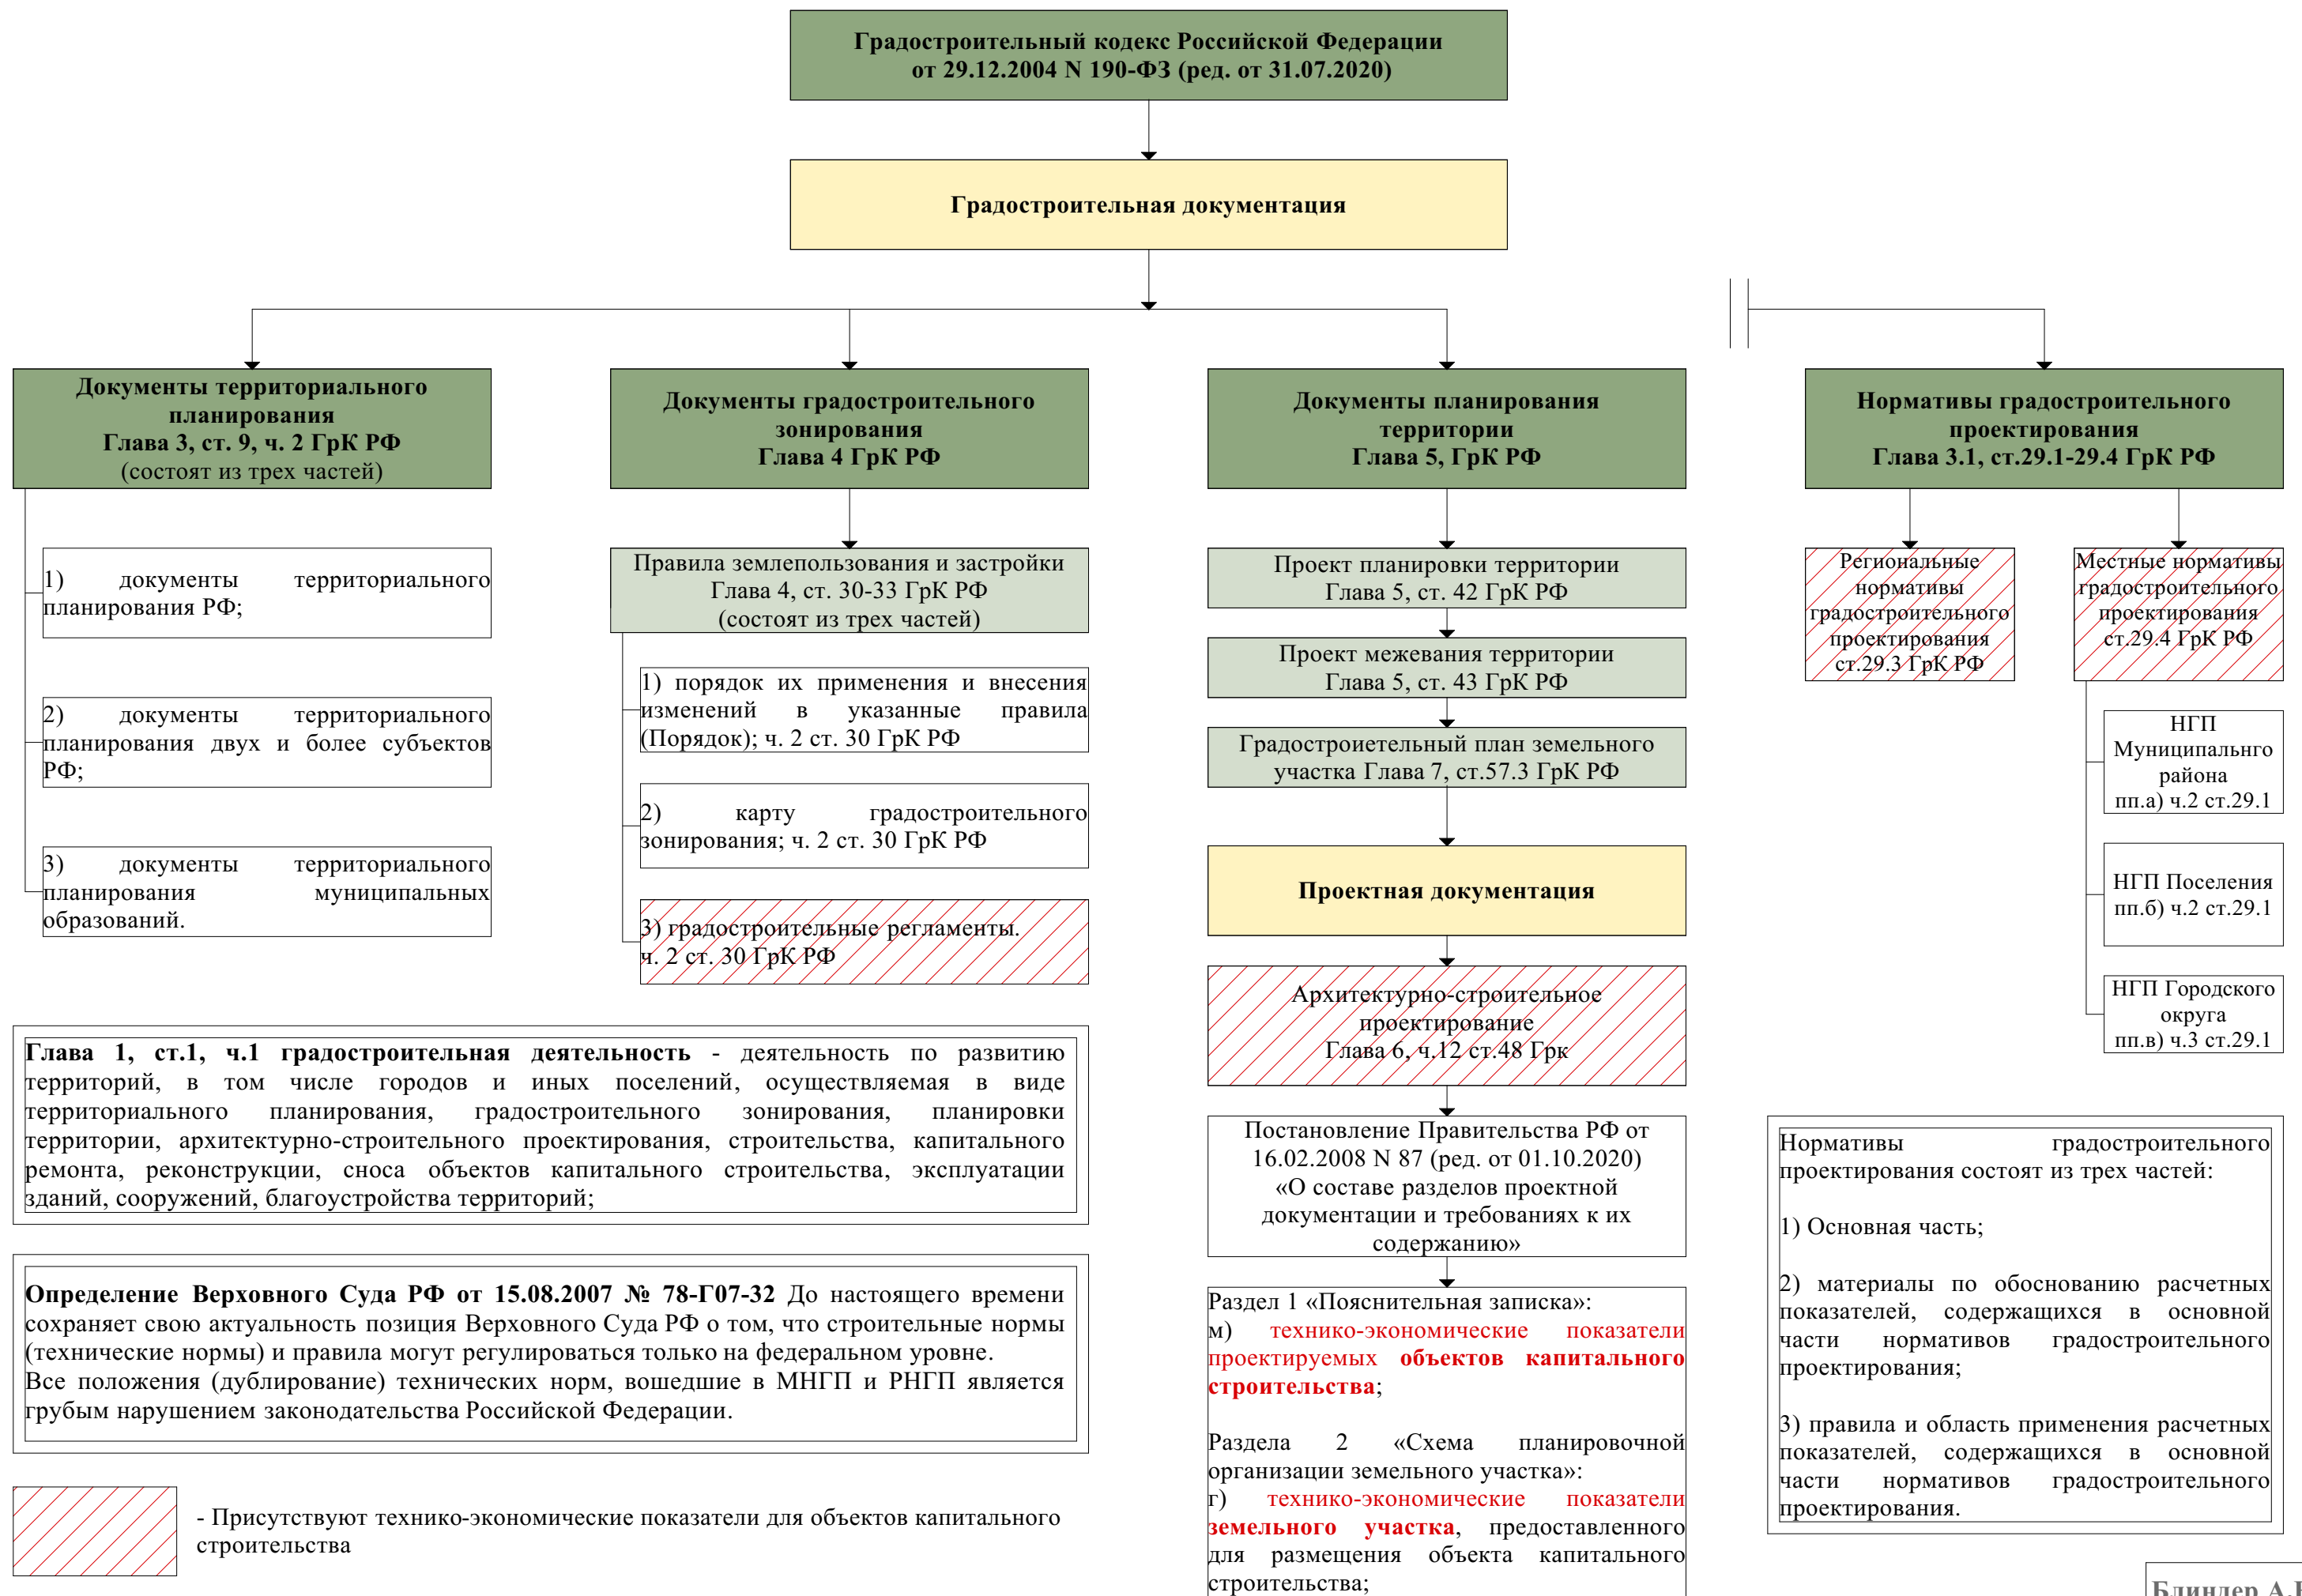 Градостроительный кодекс Российской Федерации
от 29.12.2004 N 190-ФЗ (ред. от 31.07.2020)
Градостроительная документация
Документы территориального
планирования
Глава 3, ст. 9, ч. 2 ГрК РФ
(состоят из трех частей)
1) документы территориального
планирования РФ;
2) документы территориального
планирования двух и более субъектов
РФ;
3) документы территориального
планирования муниципальных
образований.
Документы градостроительного
зонирования
Глава 4 ГрК РФ
Правила землепользования и застройки
Глава 4, ст. 30-33 ГрК РФ
(состоят из трех частей)
1) порядок их применения и внесения
изменений в указанные правила
(Порядок); ч. 2 ст. 30 ГрК РФ
2) карту градостроительного
зонирования; ч. 2 ст. 30 ГрК РФ
3) градостроительные регламенты.
ч. 2 ст. 30 ГрК РФ
Документы планирования
территории
Глава 5, ГрК РФ
Проект планировки территории
Глава 5, ст. 42 ГрК РФ
Проект межевания территории
Глава 5, ст. 43 ГрК РФ
Градостроиетельный план земельного
участка Глава 7, ст.57.3 ГрК РФ
Проектная документация
Архитектурно-строительное
проектирование
Глава 6, ч.12 ст.48 Грк
Постановление Правительства РФ от
16.02.2008 N 87 (ред. от 01.10.2020)
«О составе разделов проектной
документации и требованиях к их
содержанию»
Раздел 1 «Пояснительная записка»:
м) технико-экономические показатели
проектируемых объектов капитального
строительства;
Раздела 2 «Схема планировочной
организации земельного участка»:
г) технико-экономические показатели
земельного участка, предоставленного
для размещения объекта капитального
строительства;
Нормативы градостроительного
проектирования
Глава 3.1, ст.29.1-29.4 ГрК РФ
Региональные
нормативы
градостроительного
проектирования
ст.29.3 ГрК РФ
Местные нормативы
градостроительного
проектирования
ст.29.4 ГрК РФ
НГП
Муниципальнго
района
пп.а) ч.2 ст.29.1
НГП Поселения
пп.б) ч.2 ст.29.1
НГП Городского
округа
пп.в) ч.3 ст.29.1
Нормативы градостроительного
проектирования состоят из трех частей:
1) Основная часть;
2) материалы по обоснованию расчетных
показателей, содержащихся в основной
части нормативов градостроительного
проектирования;
3) правила и область применения расчетных
показателей, содержащихся в основной
части нормативов градостроительного
проектирования.
Глава 1, ст.1, ч.1 градостроительная деятельность - деятельность по развитию
территорий, в том числе городов и иных поселений, осуществляемая в виде
территориального планирования, градостроительного зонирования, планировки
территории, архитектурно-строительного проектирования, строительства, капитального
ремонта, реконструкции, сноса объектов капитального строительства, эксплуатации
зданий, сооружений, благоустройства территорий;
Определение Верховного Суда РФ от 15.08.2007 № 78-Г07-32 До настоящего времени
сохраняет свою актуальность позиция Верховного Суда РФ о том, что строительные нормы
(технические нормы) и правила могут регулироваться только на федеральном уровне.
Все положения (дублирование) технических норм, вошедшие в МНГП и РНГП является
грубым нарушением законодательства Российской Федерации.
- Присутствуют технико-экономические показатели для объектов капитального
строительства
Блиндер